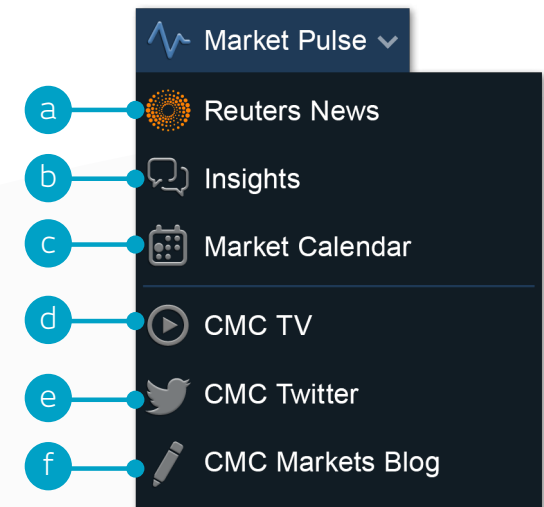 Market Pulse
a Reuters News
b Insights
c Market Calendar
d CMC TV
e CMC Twitter
f CMC Markets Blog